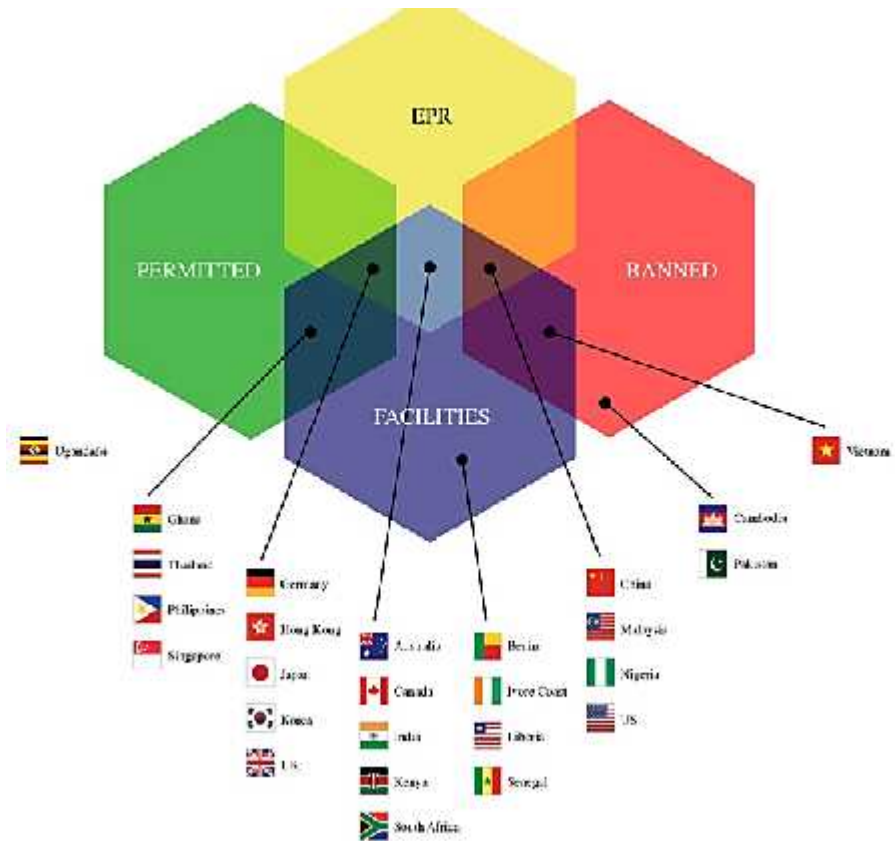 EPR
PERMITTED
BANNED
FACILITIES
Vietnam
Ghana
Cambodia
Thailand
Pakistan
Germany
China
Philippines
Hong Kong
Malaysia
Australia
Benin
Singapore
Japan
Nigeria
Canada
Ivory Coast
Korea
US
India
Liberia
UK
Kenya
Senegal
South Africa